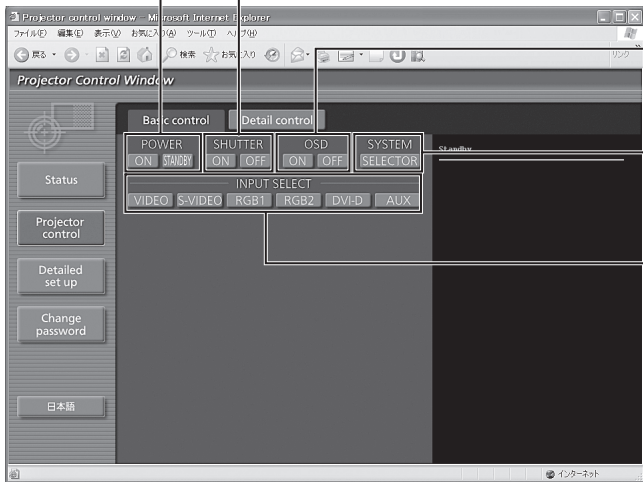 Projector control window - Microsoft Internet Explorer
ファイル(F) 編集(E) 表示(V) お気に入り(A) ツール(T) ヘルプ(H)
戻る 検索 お気に入り リンク
Projector Control Window
Basic control Detail control
POWER SHUTTER OSD SYSTEM
ON STANDBY ON OFF ON OFF SELECTOR
INPUT SELECT
VIDEO S-VIDEO RGB1 RGB2 DVI-D AUX
Standby
Status
Projector
control
Detailed
set up
Change
password
日本語
インターネット